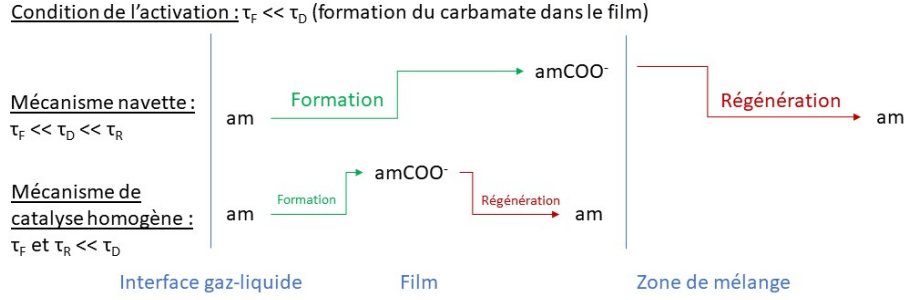 Condition de l'activation : τF << τD (formation du carbamate dans le film)
amCOO-
Formation
Régénération
Mécanisme navette :
am
am
τF << τD << τR
amCOO-
Mécanisme de
Formation
Régénération
catalyse homogène :
am
am
τF et τR << τD
Interface gaz-liquide
Film
Zone de mélange